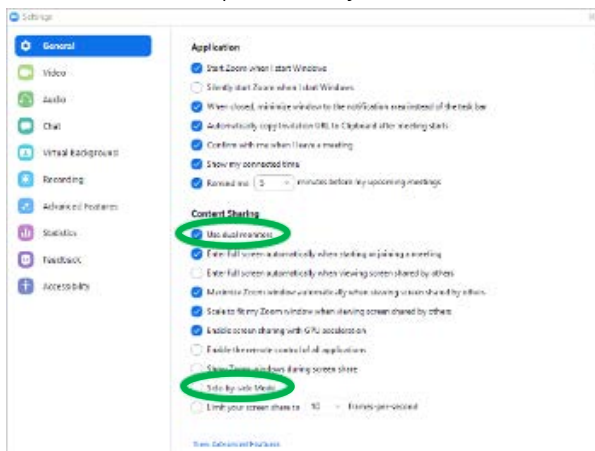 Settings
General
Video
Audio
Chat
Virtual Background
Recording
Advanced Features
Statistics
Feedback
Accessibility
Application
Start Zoom when I start Windows
Silently start Zoom when I start Windows
When closed, minimize window to the notification area instead of the task bar
Automatically copy Invitation URL to Clipboard after meeting starts
Confirm with me when I leave a meeting
Show my connected time
Remind me 5 minutes before my upcoming meetings
Content Sharing
Use dual monitors
Enter full screen automatically when starting or joining a meeting
Enter full screen automatically when viewing screen shared by others
Maximize Zoom window automatically when viewing screen shared by others
Scale to fit my Zoom window when viewing screen shared by others
Enable screen sharing with GPU acceleration
Enable the remote control of all applications
Show Zoom windows during screen share
Side-by-side Mode
Limit your screen share to 10 frames-per-second
View Advanced Features